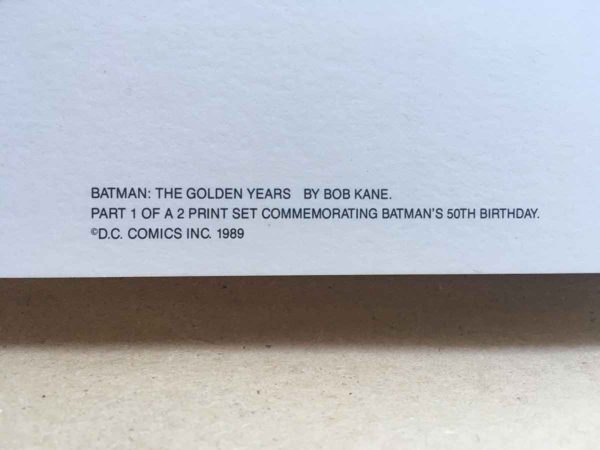 BATMAN: THE GOLDEN YEARS BY BOB KANE.
PART 1 OF A 2 PRINT SET COMMEMORATING BATMAN'S 50TH BIRTHDAY.
©D.C. COMICS INC. 1989